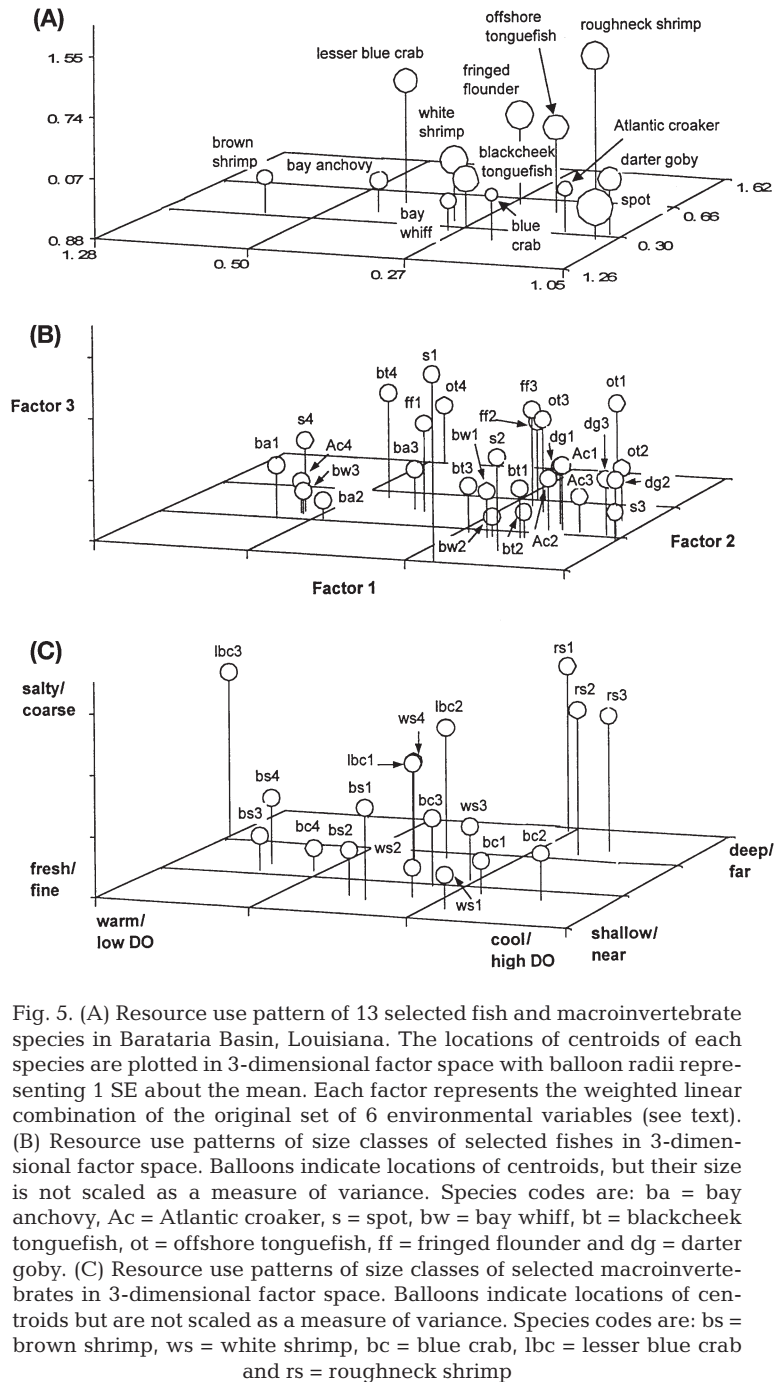 (A)
offshore
tonguefish
roughneck shrimp
lesser blue crab
1.55
fringed
flounder
white
shrimp
0.74
Atlantic croaker
brown
shrimp
bay anchovy
blackcheek
tonguefish
darter goby
0.07
1.62
spot
0.66
bay
whiff
blue
crab
0.88
0.30
1.28
0.50
0.27
1.26
1.05
(B)
s1
bt4
ot4
ff3
ot3
ot1
Factor 3
ff1
ff2
dg3
s4
bw1
s2
dg1
Ac1
ba1
Ac4
ba3
ot2
bw3
bt3
bt1
Ac3
dg2
ba2
s3
bw2
bt2
Ac2
Factor 2
Factor 1
(C)
lbc3
rs1
salty/
coarse
rs2
rs3
lbc2
ws4
lbc1
bs4
bs1
bc3
ws3
bs3
bc4
bs2
ws2
bc1
bc2
deep/
far
fresh/
fine
ws1
warm/
low DO
cool/
high DO
shallow/
near
Fig. 5. (A) Resource use pattern of 13 selected fish and macroinvertebrate
species in Barataria Basin, Louisiana. The locations of centroids of each
species are plotted in 3-dimensional factor space with balloon radii repre-
senting 1 SE about the mean. Each factor represents the weighted linear
combination of the original set of 6 environmental variables (see text).
(B) Resource use patterns of size classes of selected fishes in 3-dimen-
sional factor space. Balloons indicate locations of centroids, but their size
is not scaled as a measure of variance. Species codes are: ba = bay
anchovy, Ac = Atlantic croaker, s = spot, bw = bay whiff, bt = blackcheek
tonguefish, ot = offshore tonguefish, ff = fringed flounder and dg = darter
goby. (C) Resource use patterns of size classes of selected macroinverte-
brates in 3-dimensional factor space. Balloons indicate locations of cen-
troids but are not scaled as a measure of variance. Species codes are: bs =
brown shrimp, ws = white shrimp, bc = blue crab, lbc = lesser blue crab
and rs = roughneck shrimp